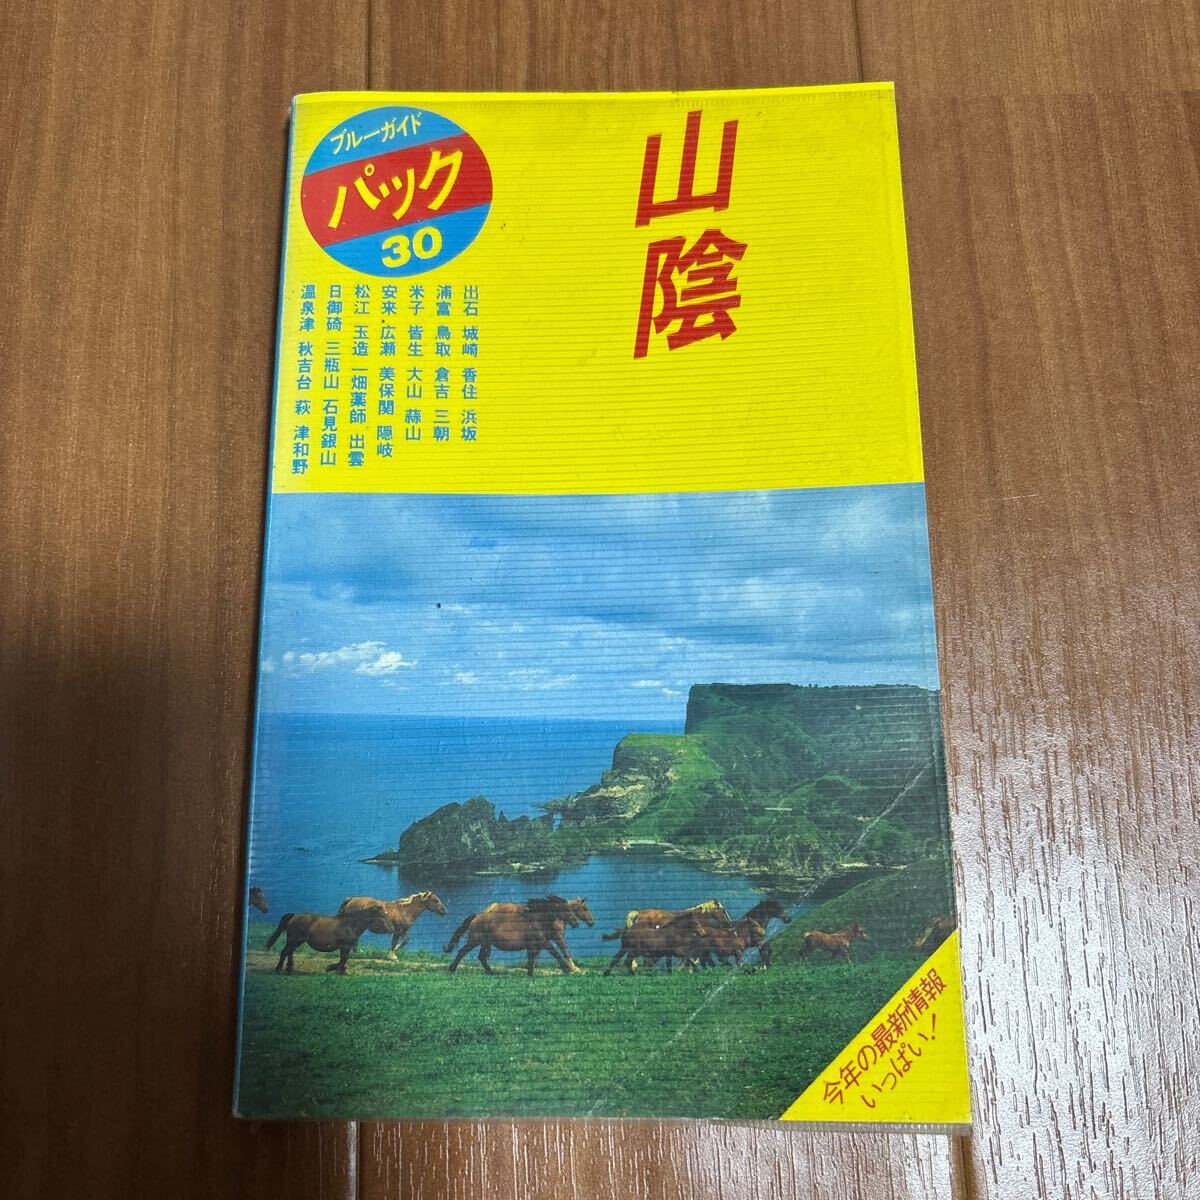 ブルーガイド
パック
30
山陰
出石 城崎 香住 浜坂
浦富 鳥取 倉吉 三朝
米子 皆生 大山 蒜山
安来・広瀬 美保関 隠岐
松江 玉造 一畑薬師 出雲
日御碕 三瓶山 石見銀山
温泉津 秋吉台 萩 津和野
今年の最新情報
いっぱい!